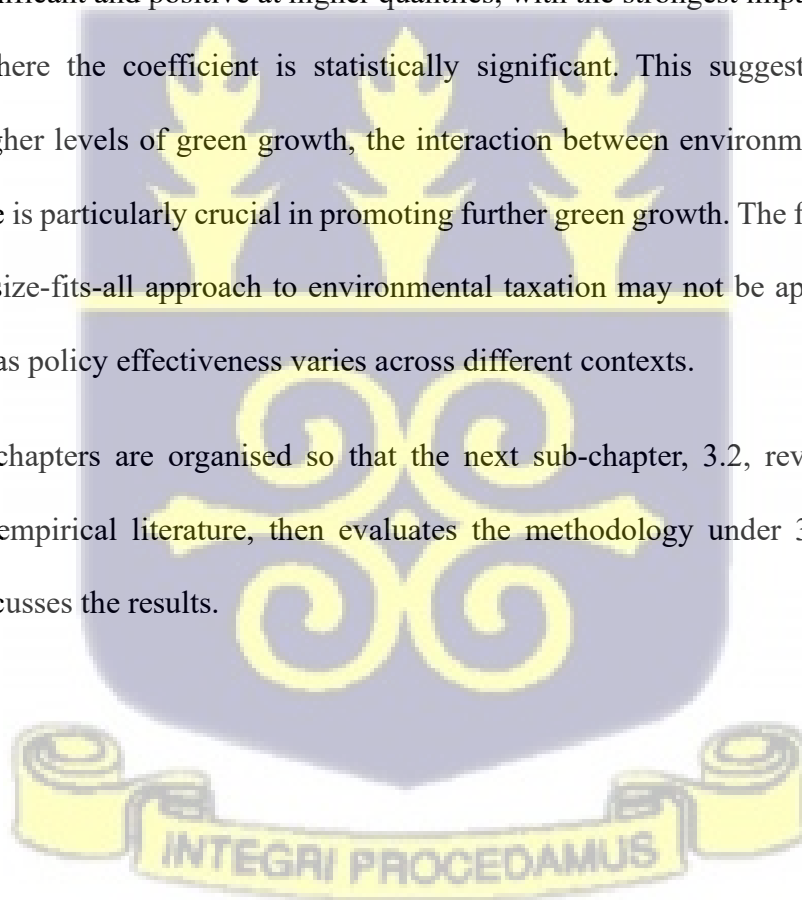 significant and positive at higher quantiles, with the strongest impa
here the coefficient is statistically significant. This suggest
gher levels of green growth, the interaction between environm
e is particularly crucial in promoting further green growth. The f
size-fits-all approach to environmental taxation may not be ap
as policy effectiveness varies across different contexts.
chapters are organised so that the next sub-chapter, 3.2, rev
empirical literature, then evaluates the methodology under 3
cusses the results.
INTEGRI PROCEDAMUS